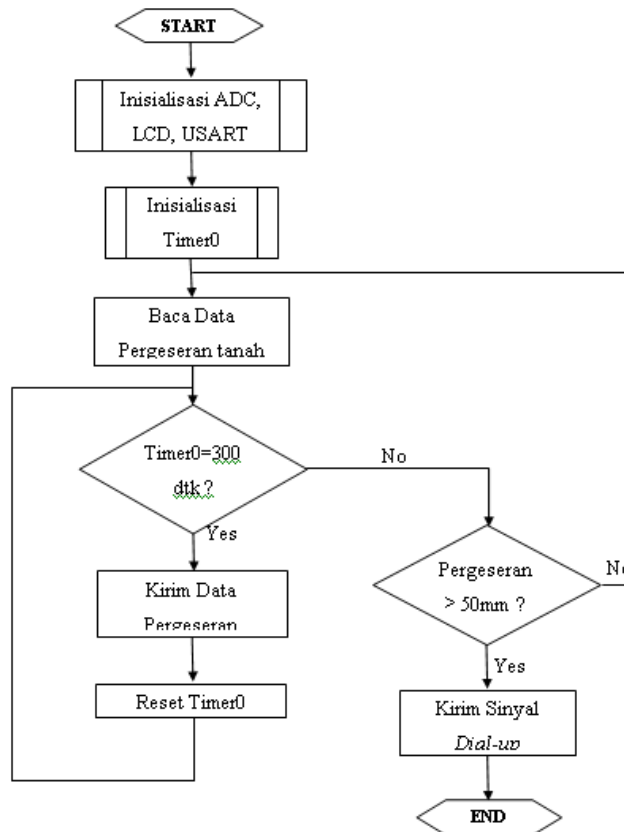 START
Inisialisasi ADC,
LCD, USART
Inisialisasi
Timer0
Baca Data
Pergeseran tanah
Timer0=300
dtk ?
No
Yes
Kirim Data
Pergeseran
Reset Timer0
Pergeseran
> 50mm ?
No
Yes
Kirim Sinyal
Dial-up
END